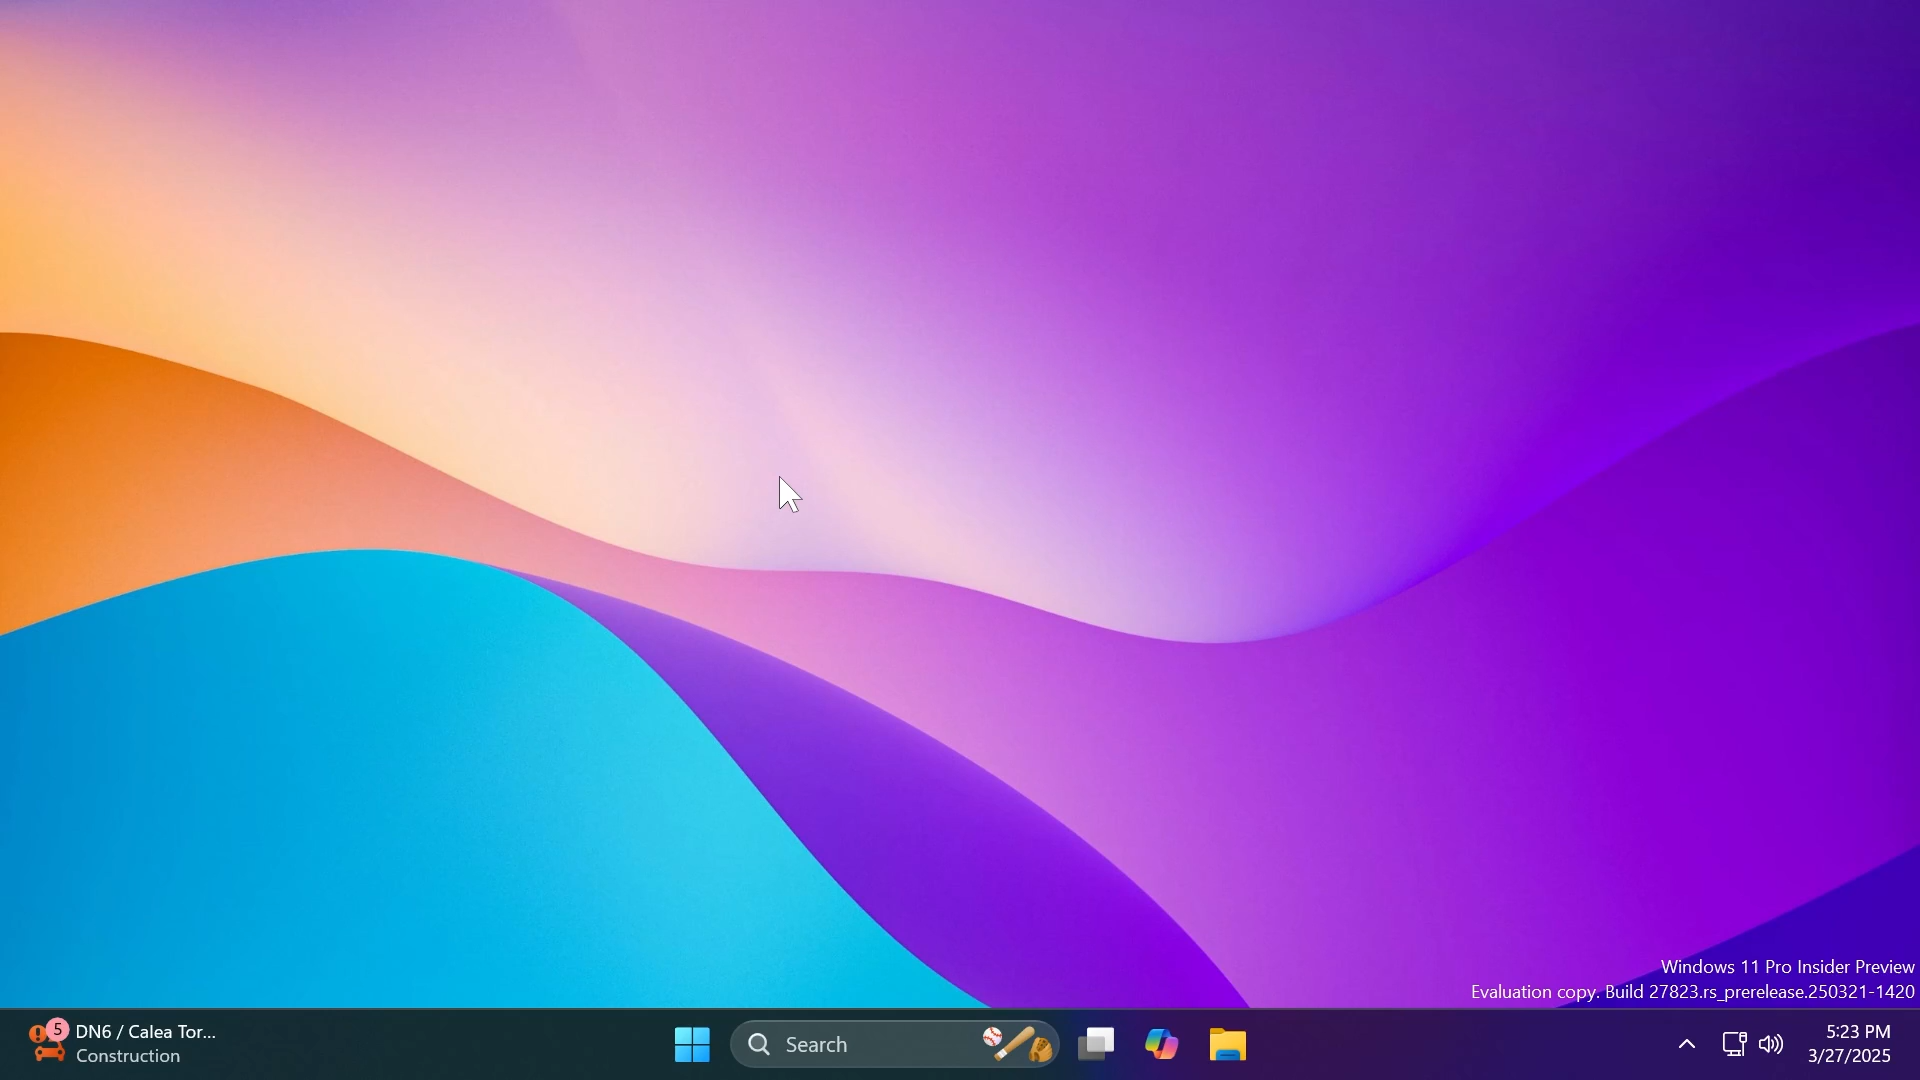 Windows 11 Pro Insider Preview
Evaluation copy. Build 27823.rs_prerelease.250321-1420
5
DN6 / Calea Tor...
Construction
Search
5:23 PM
3/27/2025